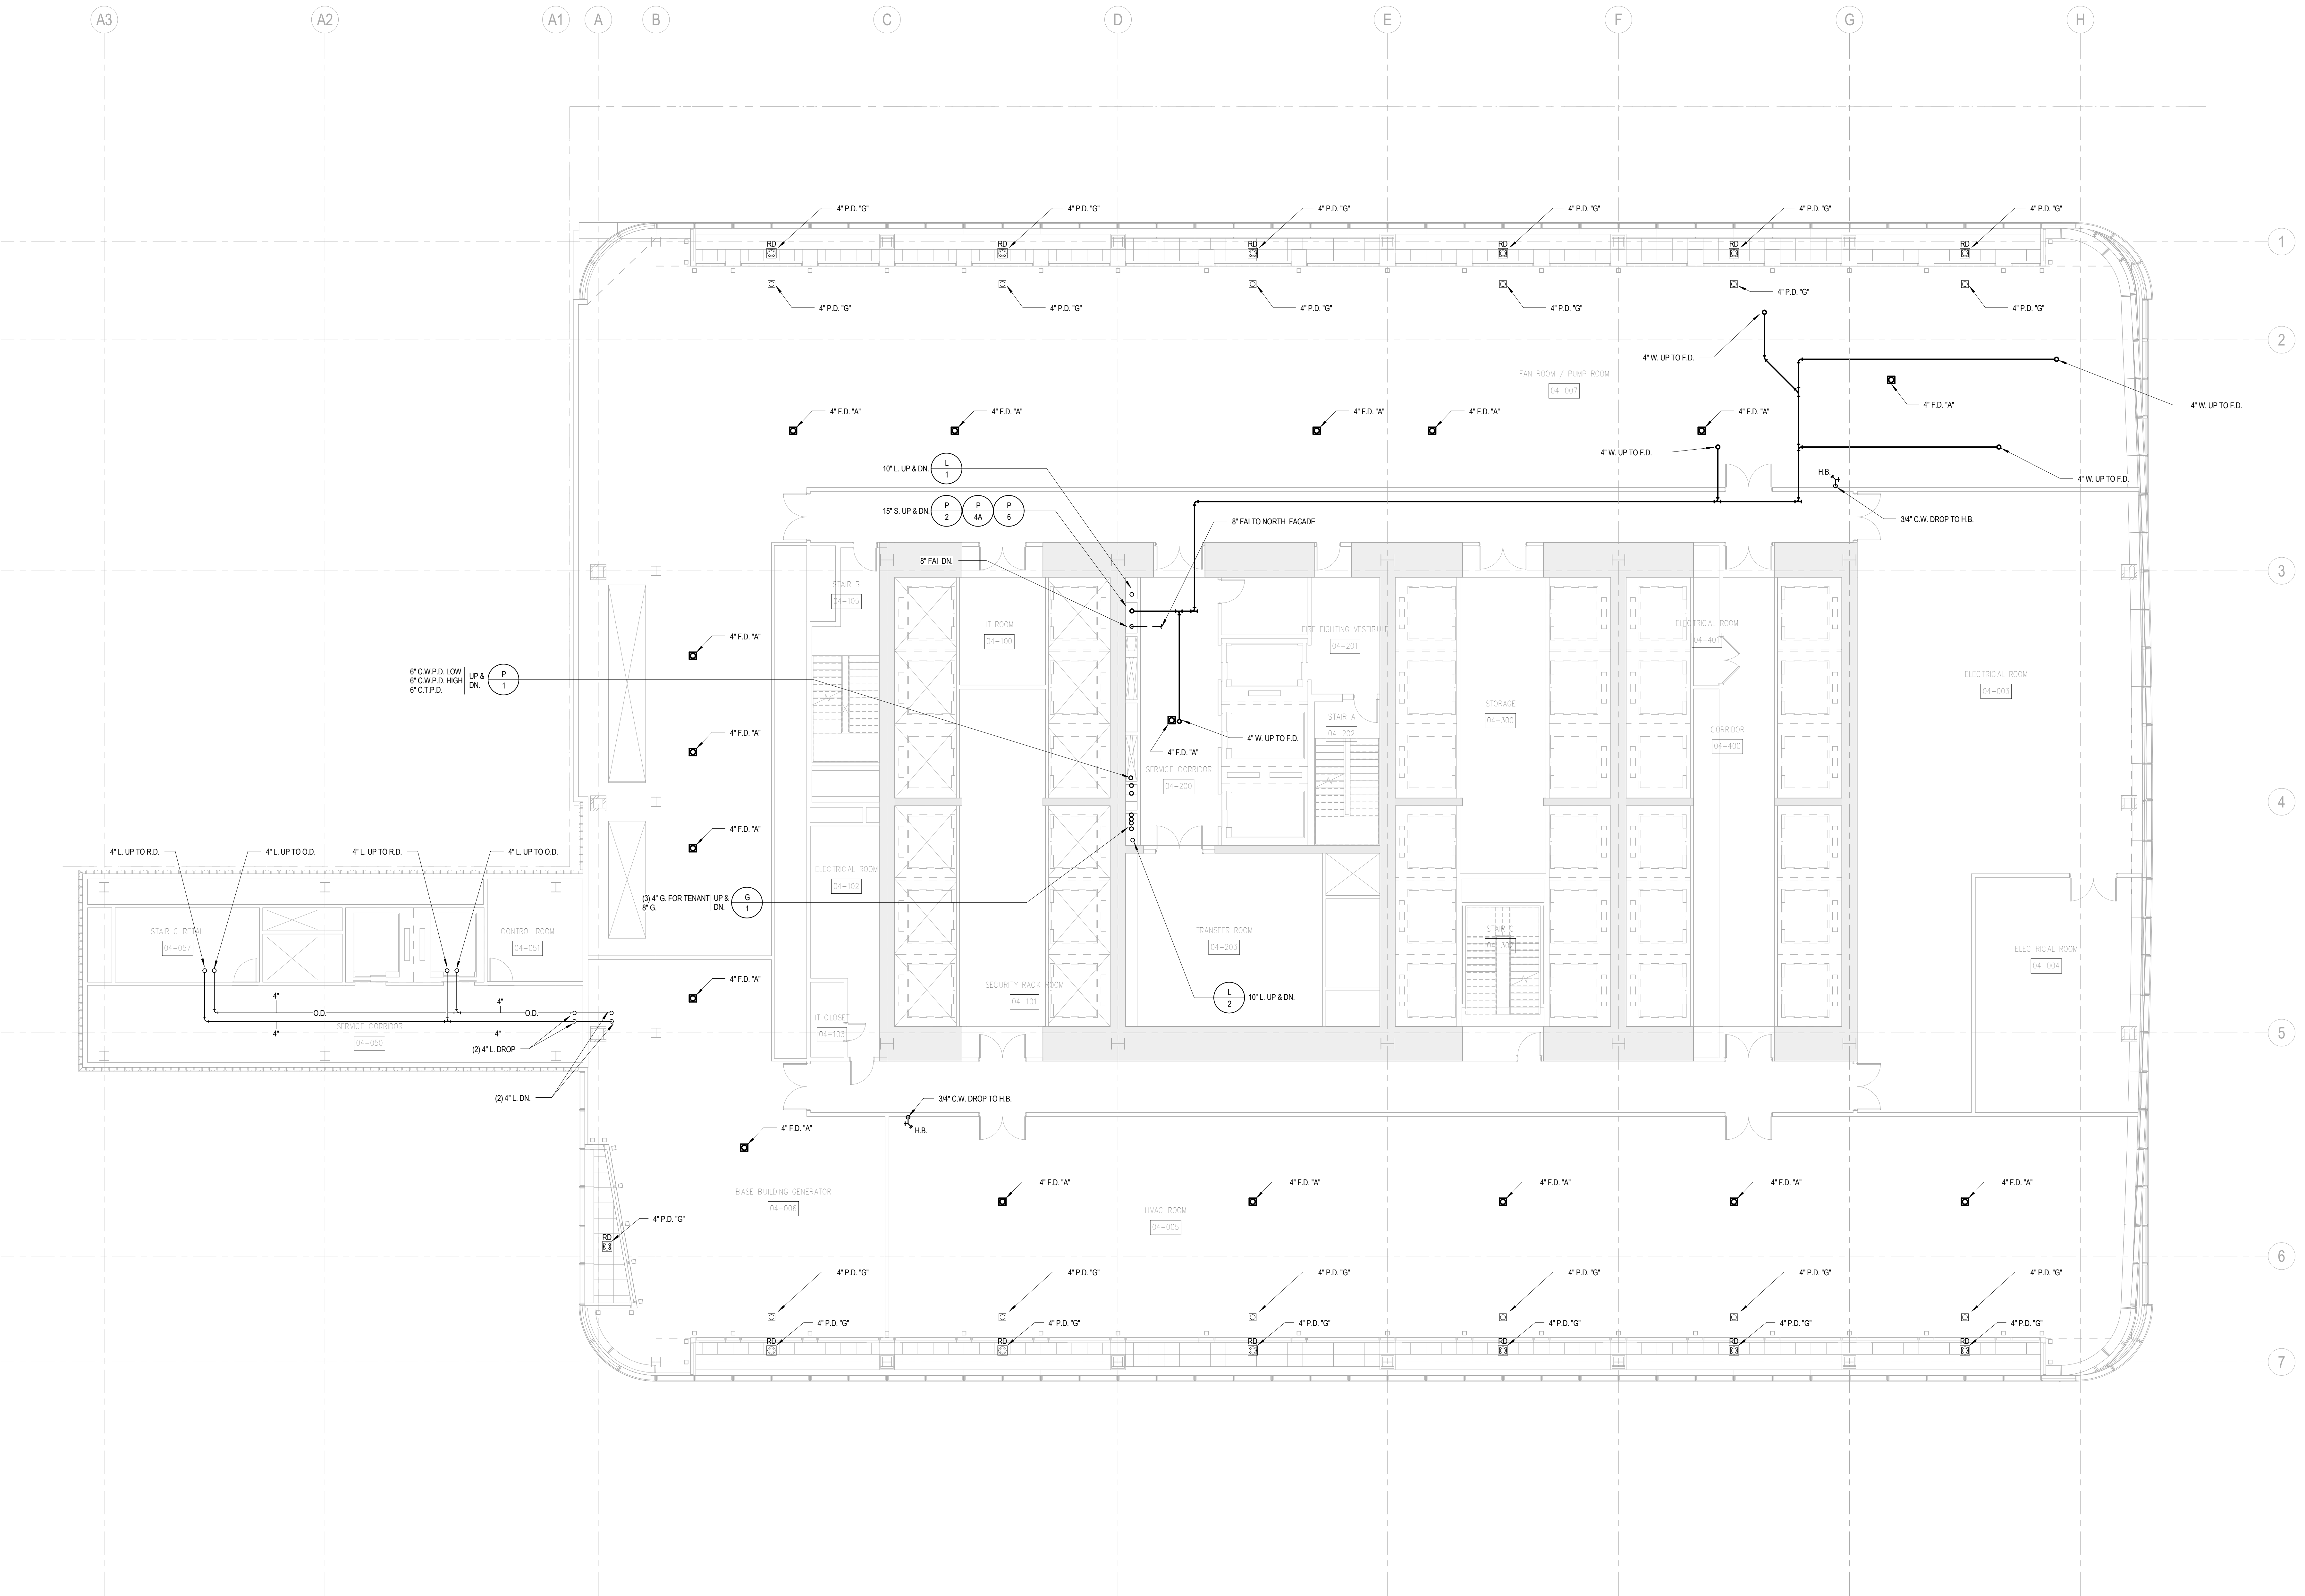 A3
A2
A1
A
B
C
D
E
F
G
H
4" P.D. "G"
4" P.D. "G"
4" P.D. "G"
4" P.D. "G"
4" P.D. "G"
4" P.D. "G"
RD
RD
RD
RD
RD
RD
1
4" P.D. "G"
4" P.D. "G"
4" P.D. "G"
4" P.D. "G"
4" P.D. "G"
4" P.D. "G"
2
4" W. UP TO F.D.
FAN ROOM / PUMP ROOM
04-007
4" F.D. "A"
4" W. UP TO F.D.
4" F.D. "A"
4" F.D. "A"
4" F.D. "A"
4" F.D. "A"
4" F.D. "A"
4" W. UP TO F.D.
10" L. UP & DN.
L
1
H.B.
4" W. UP TO F.D.
15" S. UP & DN.
P
2
P
4A
P
6
8" FAI TO NORTH FACADE
3/4" C.W. DROP TO H.B.
8" FAI DN.
3
STAIR B
04-105
IT ROOM
04-100
FIRE FIGHTING VESTIBULE
04-201
ELECTRICAL ROOM
04-401
4" F.D. "A"
6" C.W.P.D. LOW
6" C.W.P.D. HIGH
6" C.T.P.D.
UP &
DN.
P
1
ELECTRICAL ROOM
04-003
STORAGE
04-300
STAIR A
04-202
CORRIDOR
04-400
4" F.D. "A"
4" W. UP TO F.D.
4" F.D. "A"
SERVICE CORRIDOR
04-200
4
4" F.D. "A"
4" L. UP TO R.D.
4" L. UP TO O.D.
4" L. UP TO R.D.
4" L. UP TO O.D.
ELECTRICAL ROOM
04-102
(3) 4" G. FOR TENANT
8" G.
UP &
DN.
G
1
STAIR C RETAIL
04-057
CONTROL ROOM
04-051
TRANSFER ROOM
04-203
STAIR C
04-302
ELECTRICAL ROOM
04-004
4" F.D. "A"
SECURITY RACK ROOM
04-101
L
2
10" L. UP & DN.
4"
4"
O.D.
O.D.
4"
4"
SERVICE CORRIDOR
04-050
IT CLOSET
04-103
5
(2) 4" L. DROP
(2) 4" L. DN.
3/4" C.W. DROP TO H.B.
H.B.
4" F.D. "A"
BASE BUILDING GENERATOR
04-006
HVAC ROOM
04-005
4" F.D. "A"
4" F.D. "A"
4" F.D. "A"
4" F.D. "A"
4" F.D. "A"
4" P.D. "G"
RD
6
4" P.D. "G"
4" P.D. "G"
4" P.D. "G"
4" P.D. "G"
4" P.D. "G"
4" P.D. "G"
4" P.D. "G"
4" P.D. "G"
4" P.D. "G"
4" P.D. "G"
4" P.D. "G"
4" P.D. "G"
RD
RD
RD
RD
RD
RD
7